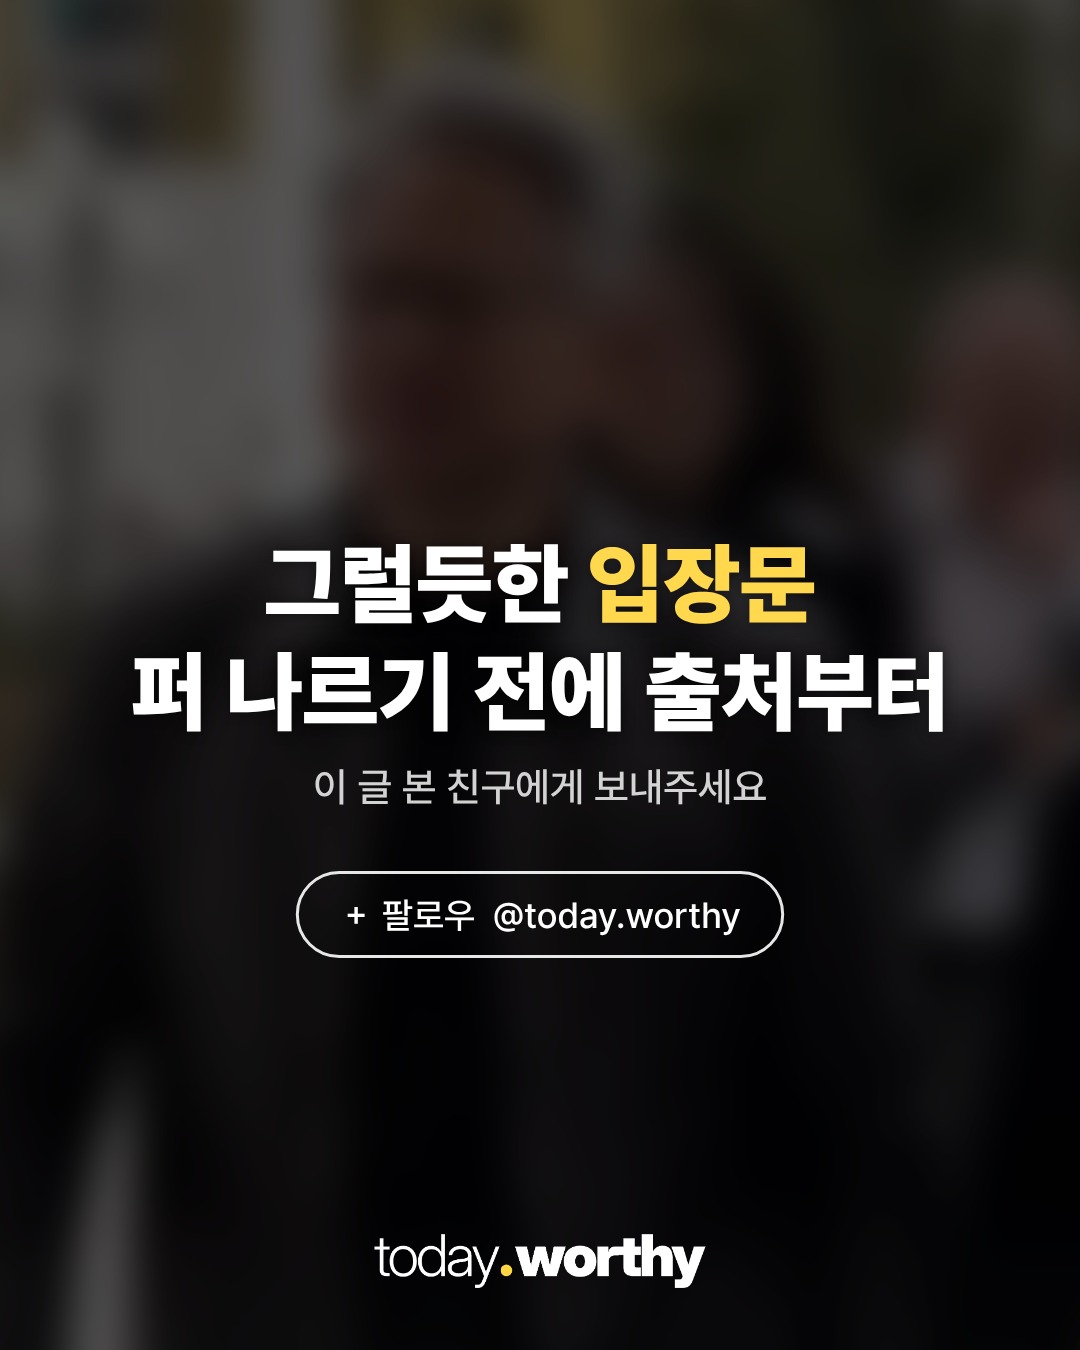 그럴듯한 입장문
퍼 나르기 전에 출처부터
이 글 본 친구에게 보내주세요
+ 팔로우 @today.worthy
today.worthy